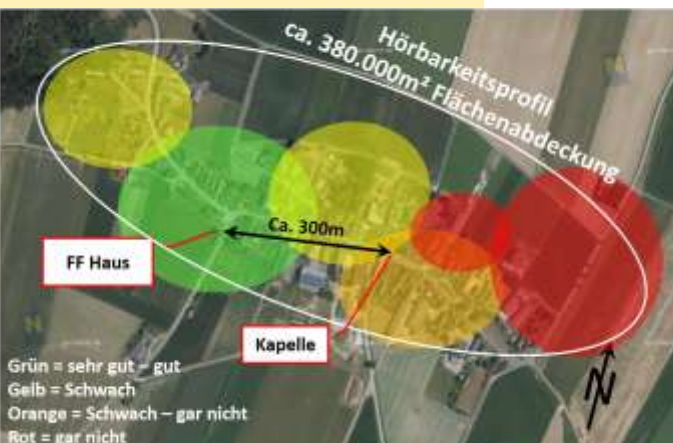 Hörbarkeitsprofil
ca. 380.000m² Flächenabdeckung
Ca. 300m
FF Haus
Kapelle
Grün = sehr gut – gut
Gelb = Schwach
Orange = Schwach – gar nicht
Rot = gar nicht
N